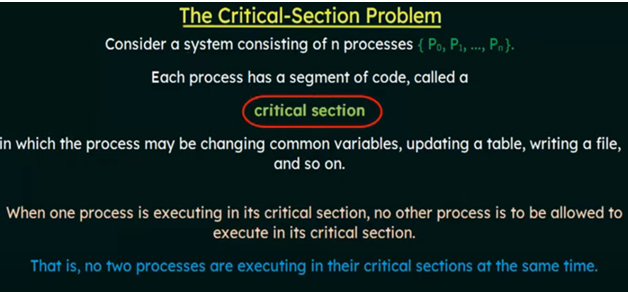 The Critical-Section Problem
Consider a system consisting of n processes { P₀, P₁, ..., Pₙ}.
Each process has a segment of code, called a
critical section
in which the process may be changing common variables, updating a table, writing a file,
and so on.
When one process is executing in its critical section, no other process is to be allowed to
execute in its critical section.
That is, no two processes are executing in their critical sections at the same time.